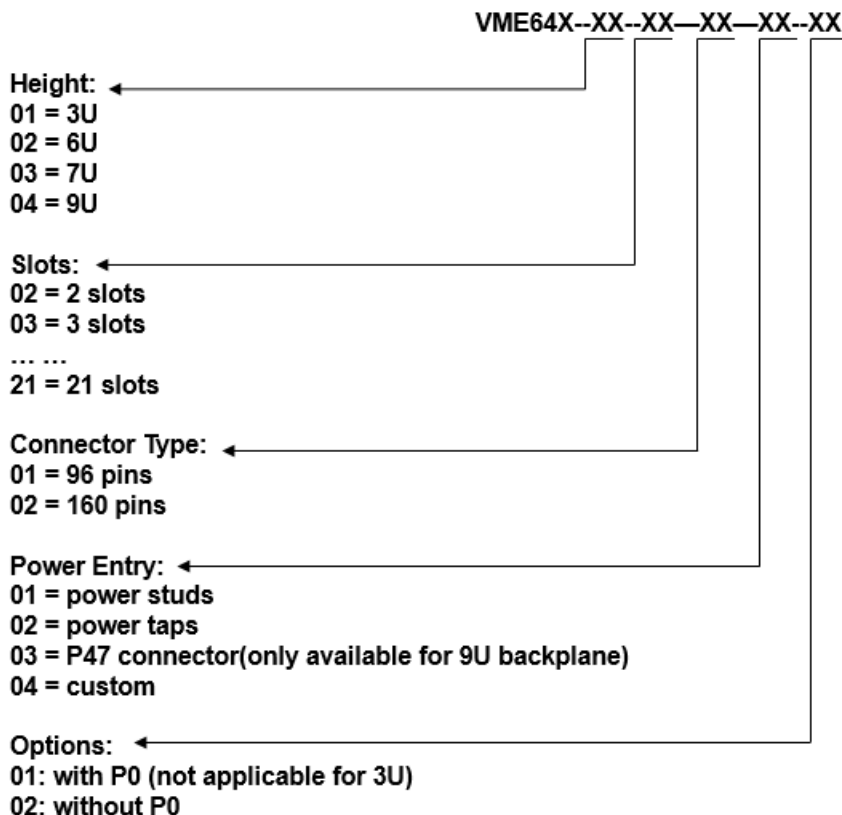 VME64X--XX--XX—XX—XX--XX
Height:
01 = 3U
02 = 6U
03 = 7U
04 = 9U
Slots:
02 = 2 slots
03 = 3 slots
... ...
21 = 21 slots
Connector Type:
01 = 96 pins
02 = 160 pins
Power Entry:
01 = power studs
02 = power taps
03 = P47 connector(only available for 9U backplane)
04 = custom
Options:
01: with P0 (not applicable for 3U)
02: without P0